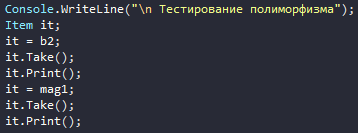 Console.WriteLine("\n Тестирование полиморфизма");
Item it;
it = b2;
it.Take();
it.Print();
it = mag1;
it.Take();
it.Print();